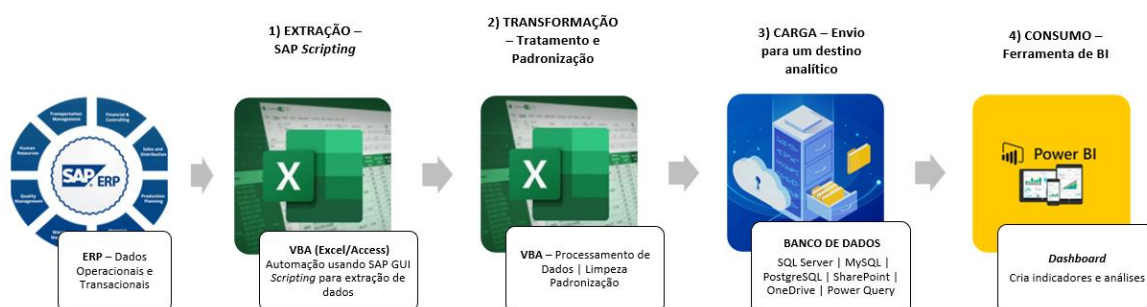 1) EXTRAÇÃO –
SAP Scripting
2) TRANSFORMAÇÃO
– Tratamento e
Padronização
3) CARGA – Envio
para um destino
analítico
4) CONSUMO –
Ferramenta de BI
Transportation
Management
Financial &
Controlling
Human
Resources
Sales and
Distribution
Quality
Management
Production
Planning
SAP ERP
ERP – Dados
Operacionais e
Transacionais
X
VBA (Excel/Access)
Automação usando SAP GUI
Scripting para extração de
dados
X
VBA – Processamento de
Dados | Limpeza
Padronização
BANCO DE DADOS
SQL Server | MySQL |
PostgreSQL | SharePoint |
OneDrive | Power Query
Power BI
Dashboard
Cria indicadores e análises